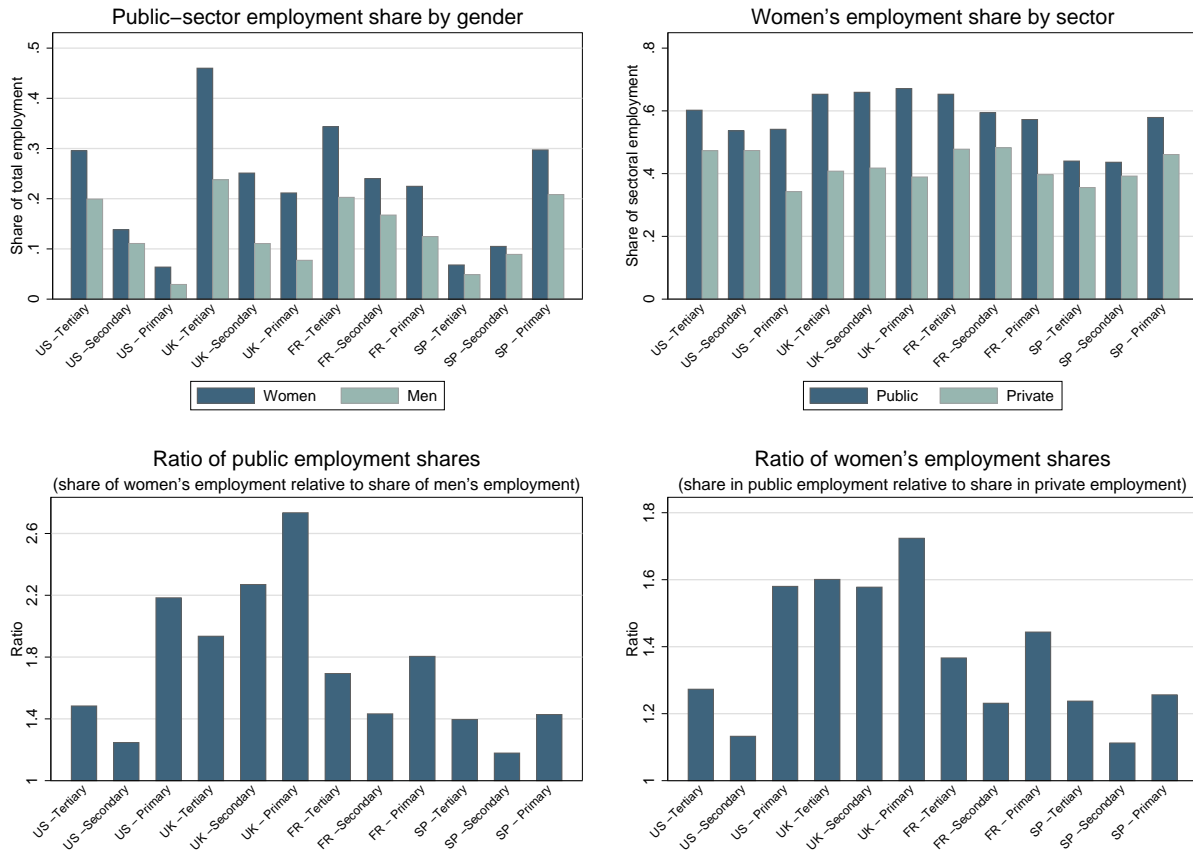 Public−sector employment share by gender
Share of total employment
.5
.4
.3
.2
.1
0
US −Tertiary
US −Secondary
US − Primary
UK −Tertiary
UK −Secondary
UK − Primary
FR −Tertiary
FR −Secondary
FR − Primary
SP −Tertiary
SP −Secondary
SP − Primary
Women
Men
Women's employment share by sector
Share of sectoral employment
.8
.6
.4
.2
0
US −Tertiary
US −Secondary
US − Primary
UK −Tertiary
UK −Secondary
UK − Primary
FR −Tertiary
FR −Secondary
FR − Primary
SP −Tertiary
SP −Secondary
SP − Primary
Public
Private
Ratio of public employment shares
(share of women's employment relative to share of men's employment)
Ratio
2.6
2.2
1.8
1.4
1
US −Tertiary
US −Secondary
US − Primary
UK −Tertiary
UK −Secondary
UK − Primary
FR −Tertiary
FR −Secondary
FR − Primary
SP −Tertiary
SP −Secondary
SP − Primary
Ratio of women's employment shares
(share in public employment relative to share in private employment)
Ratio
1.8
1.6
1.4
1.2
1
US −Tertiary
US −Secondary
US − Primary
UK −Tertiary
UK −Secondary
UK − Primary
FR −Tertiary
FR −Secondary
FR − Primary
SP −Tertiary
SP −Secondary
SP − Primary